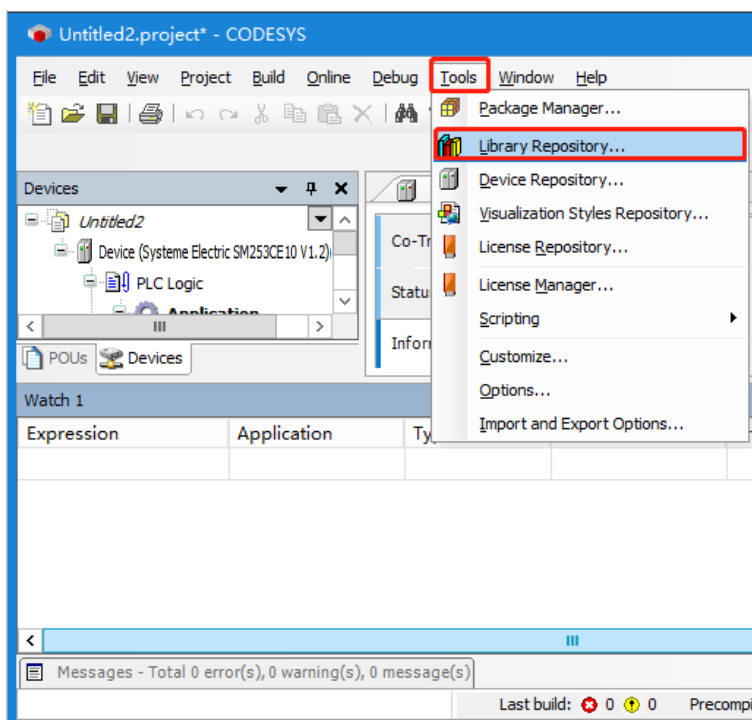 Untitled2.project* - CODESYS
File Edit View Project Build Online Debug Tools Window Help
Package Manager...
Library Repository...
Device Repository...
Visualization Styles Repository...
License Repository...
License Manager...
Scripting
Customize...
Options...
Import and Export Options...
Devices
Untitled2
Device (Systeme Electric SM253CE10 V1.2)
PLC Logic
Application
POUs Devices
Co-Tr
Statu
Infor
Watch 1
Expression Application Ty
Messages - Total 0 error(s), 0 warning(s), 0 message(s)
Last build: 0 0 Precompi